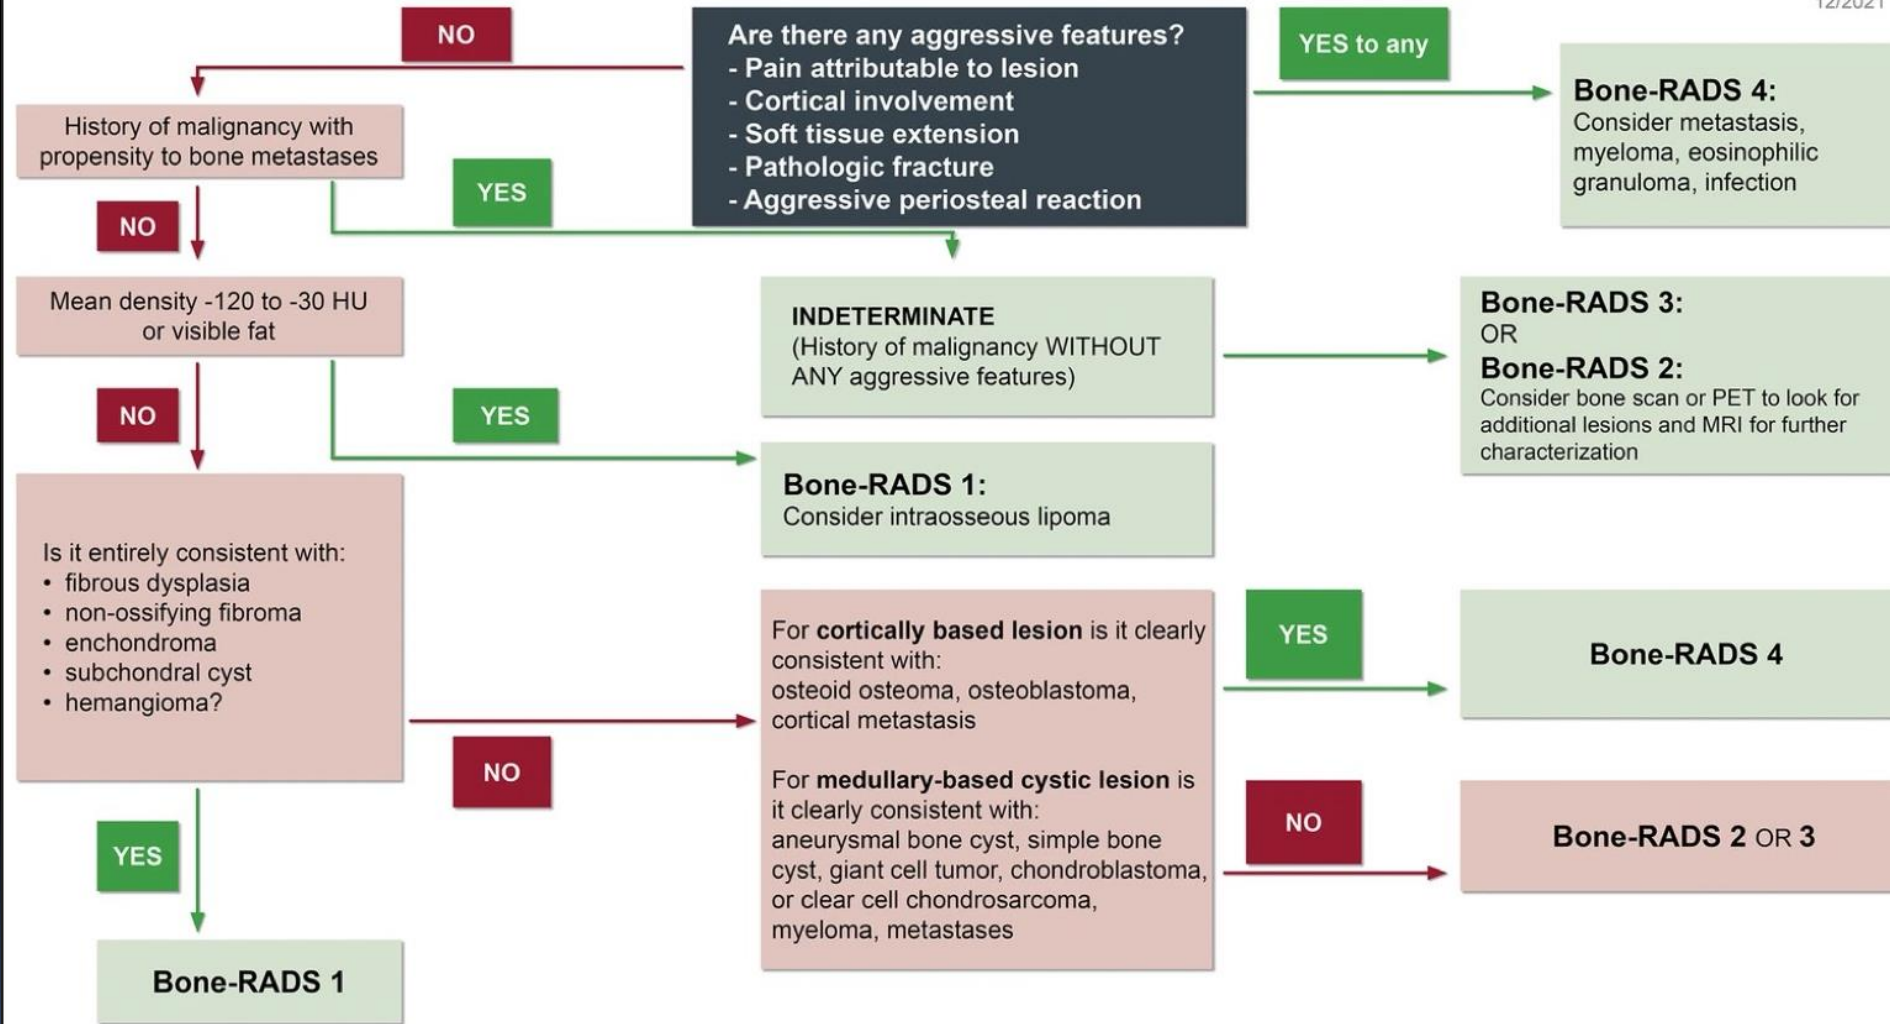 12/2021
NO
Are there any aggressive features?
- Pain attributable to lesion
- Cortical involvement
- Soft tissue extension
- Pathologic fracture
- Aggressive periosteal reaction
YES to any
Bone-RADS 4:
Consider metastasis,
myeloma, eosinophilic
granuloma, infection
History of malignancy with
propensity to bone metastases
YES
NO
Mean density -120 to -30 HU
or visible fat
INDETERMINATE
(History of malignancy WITHOUT
ANY aggressive features)
Bone-RADS 3:
OR
Bone-RADS 2:
Consider bone scan or PET to look for
additional lesions and MRI for further
characterization
NO
YES
Bone-RADS 1:
Consider intraosseous lipoma
Is it entirely consistent with:
• fibrous dysplasia
• non-ossifying fibroma
• enchondroma
• subchondral cyst
• hemangioma?
NO
For cortically based lesion is it clearly
consistent with:
osteoid osteoma, osteoblastoma,
cortical metastasis
For medullary-based cystic lesion is
it clearly consistent with:
aneurysmal bone cyst, simple bone
cyst, giant cell tumor, chondroblastoma,
or clear cell chondrosarcoma,
myeloma, metastases
YES
Bone-RADS 4
NO
Bone-RADS 2 OR 3
YES
Bone-RADS 1